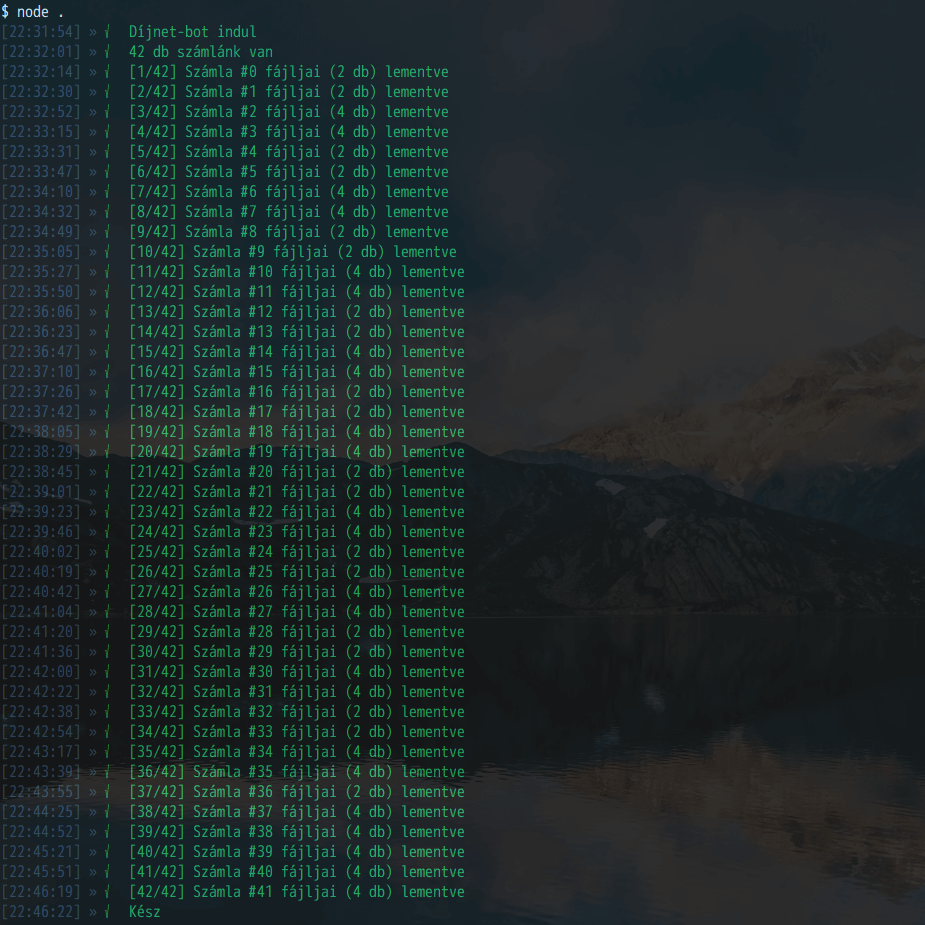 $ node .
[22:31:54] » √ Díjnet-bot indul
[22:32:01] » √ 42 db számlánk van
[22:32:14] » √ [1/42] Számla #0 fájljai (2 db) lementve
[22:32:30] » √ [2/42] Számla #1 fájljai (2 db) lementve
[22:32:52] » √ [3/42] Számla #2 fájljai (4 db) lementve
[22:33:15] » √ [4/42] Számla #3 fájljai (4 db) lementve
[22:33:31] » √ [5/42] Számla #4 fájljai (2 db) lementve
[22:33:47] » √ [6/42] Számla #5 fájljai (2 db) lementve
[22:34:10] » √ [7/42] Számla #6 fájljai (4 db) lementve
[22:34:32] » √ [8/42] Számla #7 fájljai (4 db) lementve
[22:34:49] » √ [9/42] Számla #8 fájljai (2 db) lementve
[22:35:05] » √ [10/42] Számla #9 fájljai (2 db) lementve
[22:35:27] » √ [11/42] Számla #10 fájljai (4 db) lementve
[22:35:50] » √ [12/42] Számla #11 fájljai (4 db) lementve
[22:36:06] » √ [13/42] Számla #12 fájljai (2 db) lementve
[22:36:23] » √ [14/42] Számla #13 fájljai (2 db) lementve
[22:36:47] » √ [15/42] Számla #14 fájljai (4 db) lementve
[22:37:10] » √ [16/42] Számla #15 fájljai (4 db) lementve
[22:37:26] » √ [17/42] Számla #16 fájljai (2 db) lementve
[22:37:42] » √ [18/42] Számla #17 fájljai (2 db) lementve
[22:38:05] » √ [19/42] Számla #18 fájljai (4 db) lementve
[22:38:29] » √ [20/42] Számla #19 fájljai (4 db) lementve
[22:38:45] » √ [21/42] Számla #20 fájljai (2 db) lementve
[22:39:01] » √ [22/42] Számla #21 fájljai (2 db) lementve
[22:39:23] » √ [23/42] Számla #22 fájljai (4 db) lementve
[22:39:46] » √ [24/42] Számla #23 fájljai (4 db) lementve
[22:40:02] » √ [25/42] Számla #24 fájljai (2 db) lementve
[22:40:19] » √ [26/42] Számla #25 fájljai (2 db) lementve
[22:40:42] » √ [27/42] Számla #26 fájljai (4 db) lementve
[22:41:04] » √ [28/42] Számla #27 fájljai (4 db) lementve
[22:41:20] » √ [29/42] Számla #28 fájljai (2 db) lementve
[22:41:36] » √ [30/42] Számla #29 fájljai (2 db) lementve
[22:42:00] » √ [31/42] Számla #30 fájljai (4 db) lementve
[22:42:22] » √ [32/42] Számla #31 fájljai (4 db) lementve
[22:42:38] » √ [33/42] Számla #32 fájljai (2 db) lementve
[22:42:54] » √ [34/42] Számla #33 fájljai (2 db) lementve
[22:43:17] » √ [35/42] Számla #34 fájljai (4 db) lementve
[22:43:39] » √ [36/42] Számla #35 fájljai (4 db) lementve
[22:43:55] » √ [37/42] Számla #36 fájljai (2 db) lementve
[22:44:25] » √ [38/42] Számla #37 fájljai (4 db) lementve
[22:44:52] » √ [39/42] Számla #38 fájljai (4 db) lementve
[22:45:21] » √ [40/42] Számla #39 fájljai (4 db) lementve
[22:45:51] » √ [41/42] Számla #40 fájljai (4 db) lementve
[22:46:19] » √ [42/42] Számla #41 fájljai (4 db) lementve
[22:46:22] » √ Kész